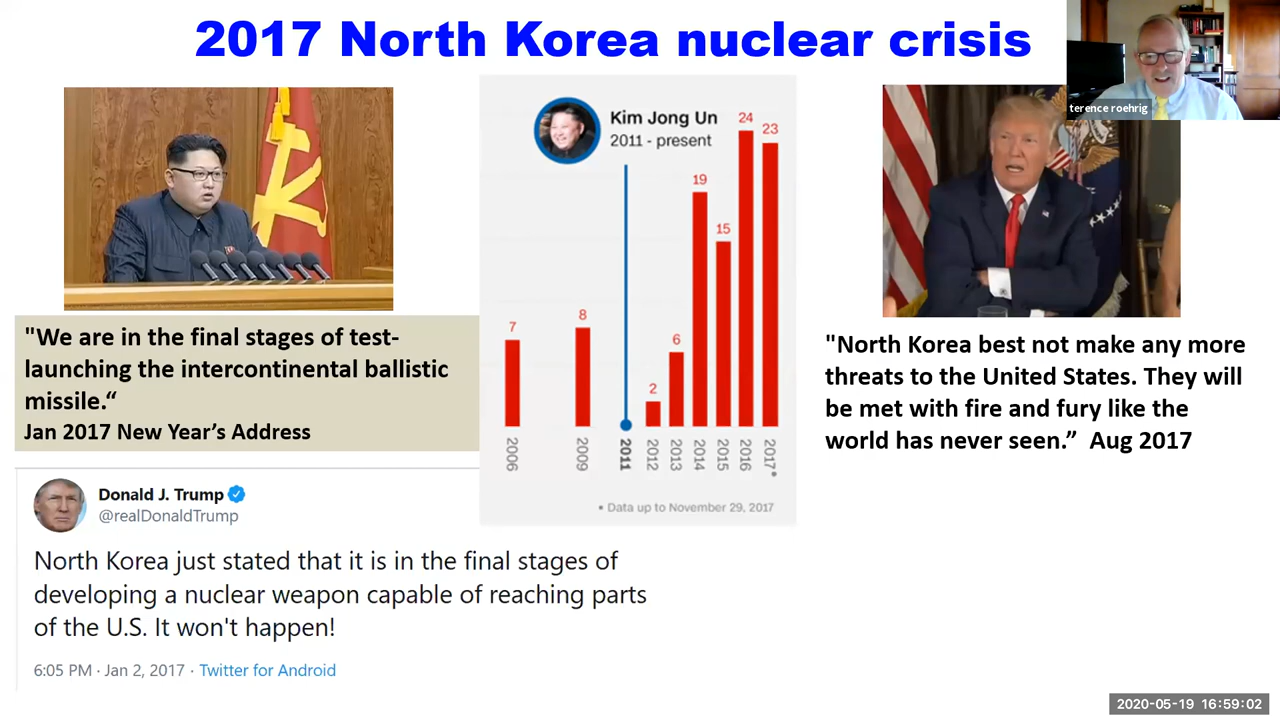 2017 North Korea nuclear crisis
terence roehrig
"We are in the final stages of test-
launching the intercontinental ballistic
missile.“
Jan 2017 New Year’s Address
Kim Jong Un
2011 - present
7
8
2
6
19
15
24
23
2006
2009
2011
2012
2013
2014
2015
2016
2017*
* Data up to November 29, 2017
"North Korea best not make any more
threats to the United States. They will
be met with fire and fury like the
world has never seen.” Aug 2017
Donald J. Trump
@realDonaldTrump
North Korea just stated that it is in the final stages of
developing a nuclear weapon capable of reaching parts
of the U.S. It won't happen!
6:05 PM · Jan 2, 2017 · Twitter for Android
2020-05-19 16:59:02